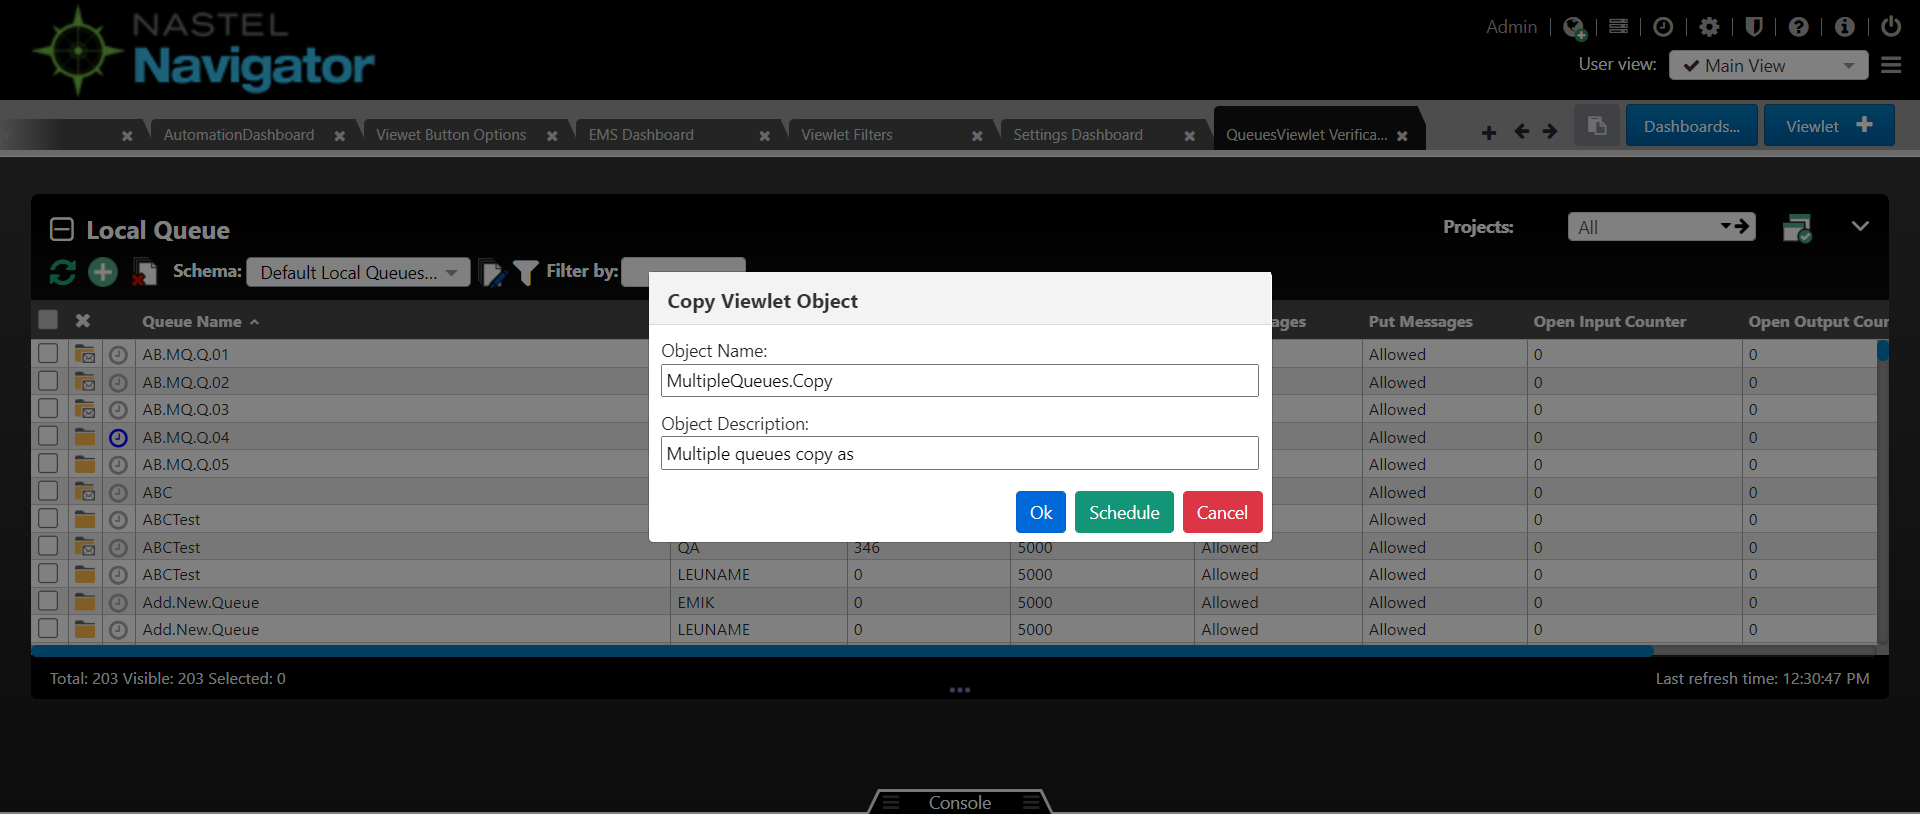 NASTEL
Navigator
Admin
User view: Main View
AutomationDashboard
Viewet Button Options
EMS Dashboard
Viewlet Filters
Settings Dashboard
QueuesViewlet Verifica...
Dashboards...
Viewlet
Local Queue
Projects: All
Schema: Default Local Queues... Filter by:
Copy Viewlet Object
Object Name:
MultipleQueues.Copy
Object Description:
Multiple queues copy as
Ok Schedule Cancel
Queue Name ages Put Messages Open Input Counter Open Output Cour
AB.MQ.Q.01 Allowed 0 0
AB.MQ.Q.02 Allowed 0 0
AB.MQ.Q.03 Allowed 0 0
AB.MQ.Q.04 Allowed 0 0
AB.MQ.Q.05 Allowed 0 0
ABC Allowed 0 0
ABCTest Allowed 0 0
ABCTest QA 346 5000 Allowed Allowed 0 0
ABCTest LEUNAME 0 5000 Allowed Allowed 0 0
Add.New.Queue EMIK 0 5000 Allowed Allowed 0 0
Add.New.Queue LEUNAME 0 5000 Allowed Allowed 0 0
Total: 203 Visible: 203 Selected: 0
Last refresh time: 12:30:47 PM
Console